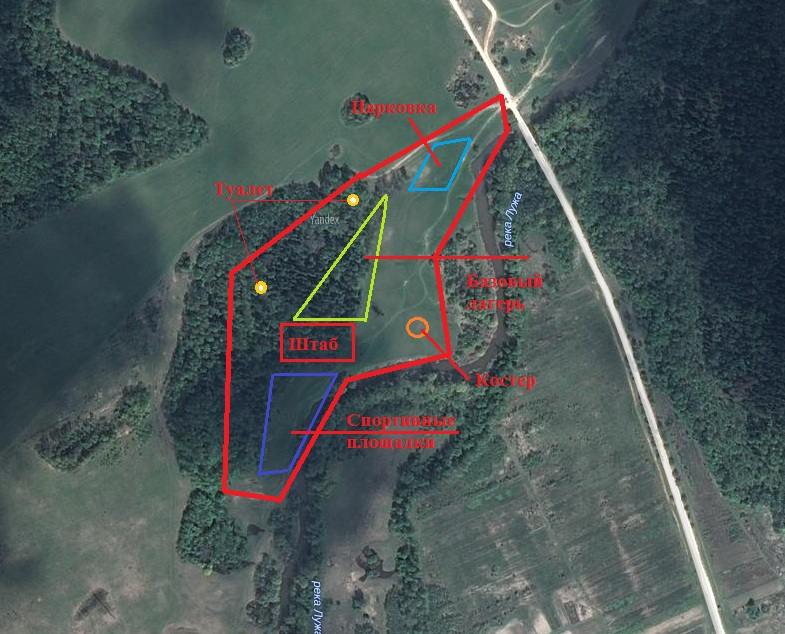 Парковка
Туалет
Yandex
река Лужа
Базовый
лагерь
Штаб
Костер
Спортивные
площадки
река Лужа